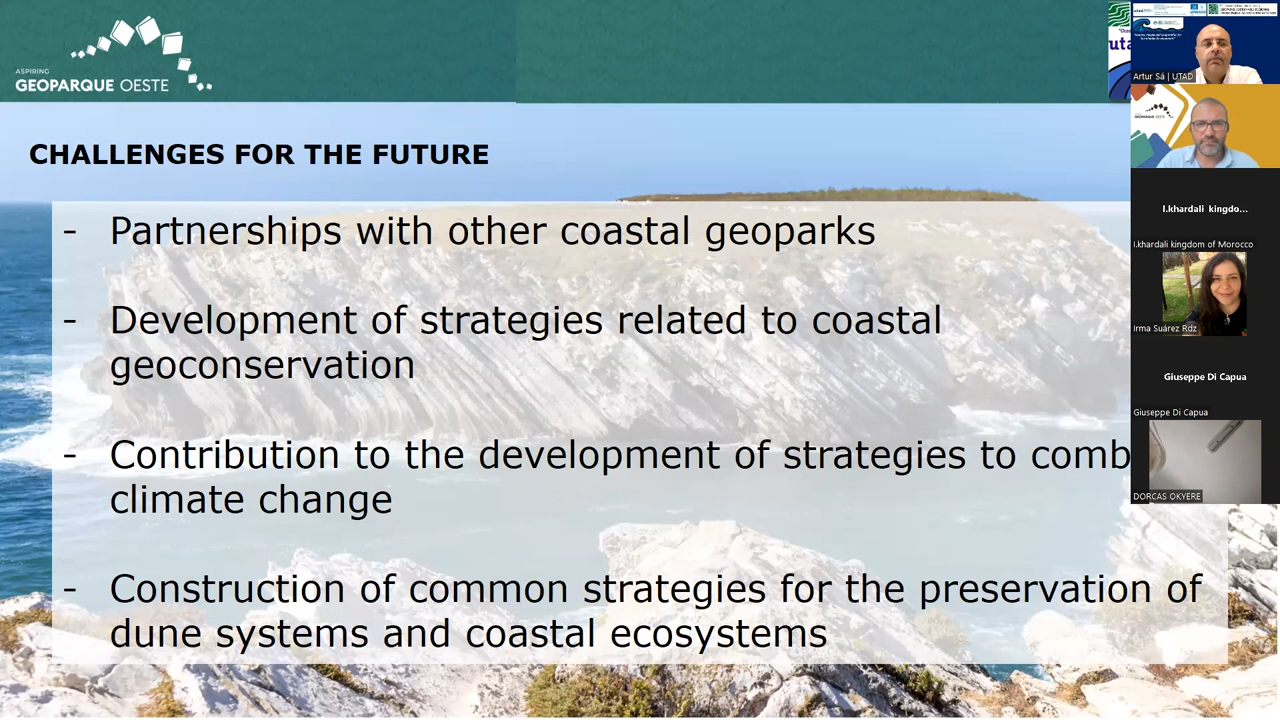 ASPIRING
GEOPARQUE OESTE
CHALLENGES FOR THE FUTURE
- Partnerships with other coastal geoparks
- Development of strategies related to coastal
geoconservation
- Contribution to the development of strategies to comb
climate change
- Construction of common strategies for the preservation of
dune systems and coastal ecosystems
uta
Artur Sá | UTAD
GEOPARQUE OESTE
I.khardali kingdo...
I.khardali kingdom of Morocco
Irma Suárez Rdz
Giuseppe Di Capua
Giuseppe Di Capua
DORCAS OKYERE